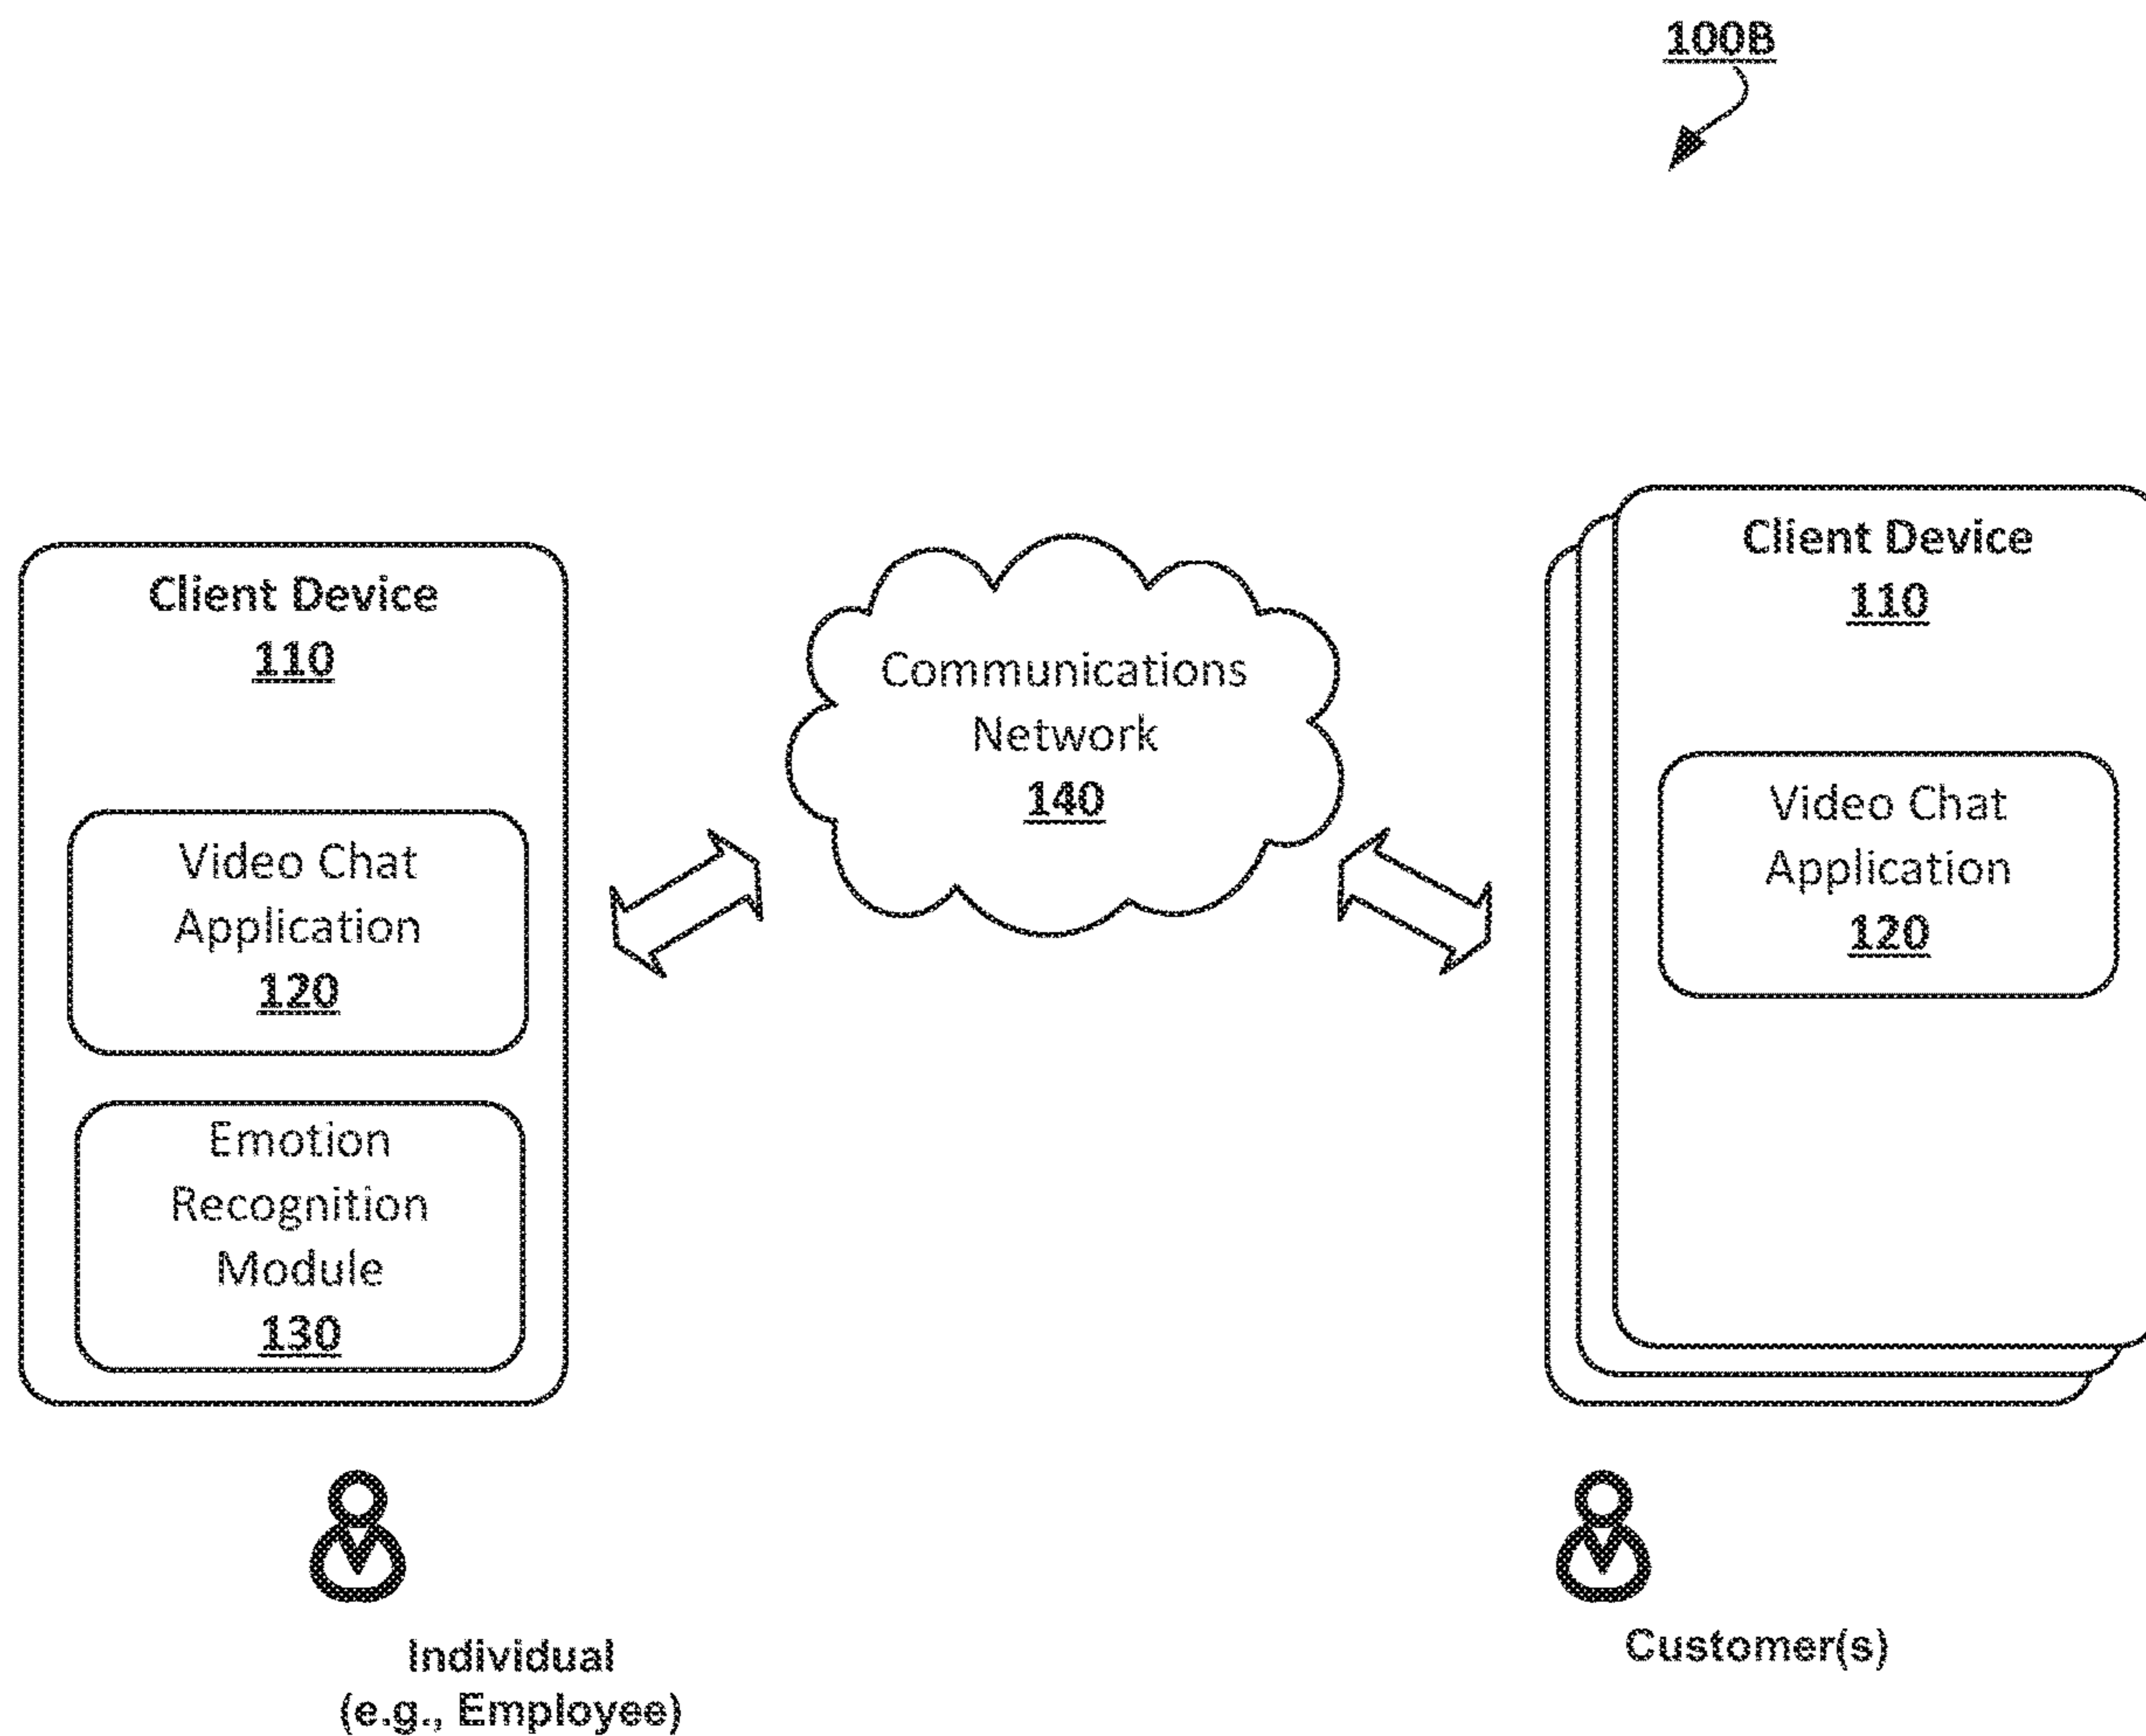 100B
Client Device
110
Video Chat
Application
120
Emotion
Recognition
Module
130
Individual
(e.g., Employee)
Communications
Network
140
Client Device
110
Video Chat
Application
120
Customer(s)